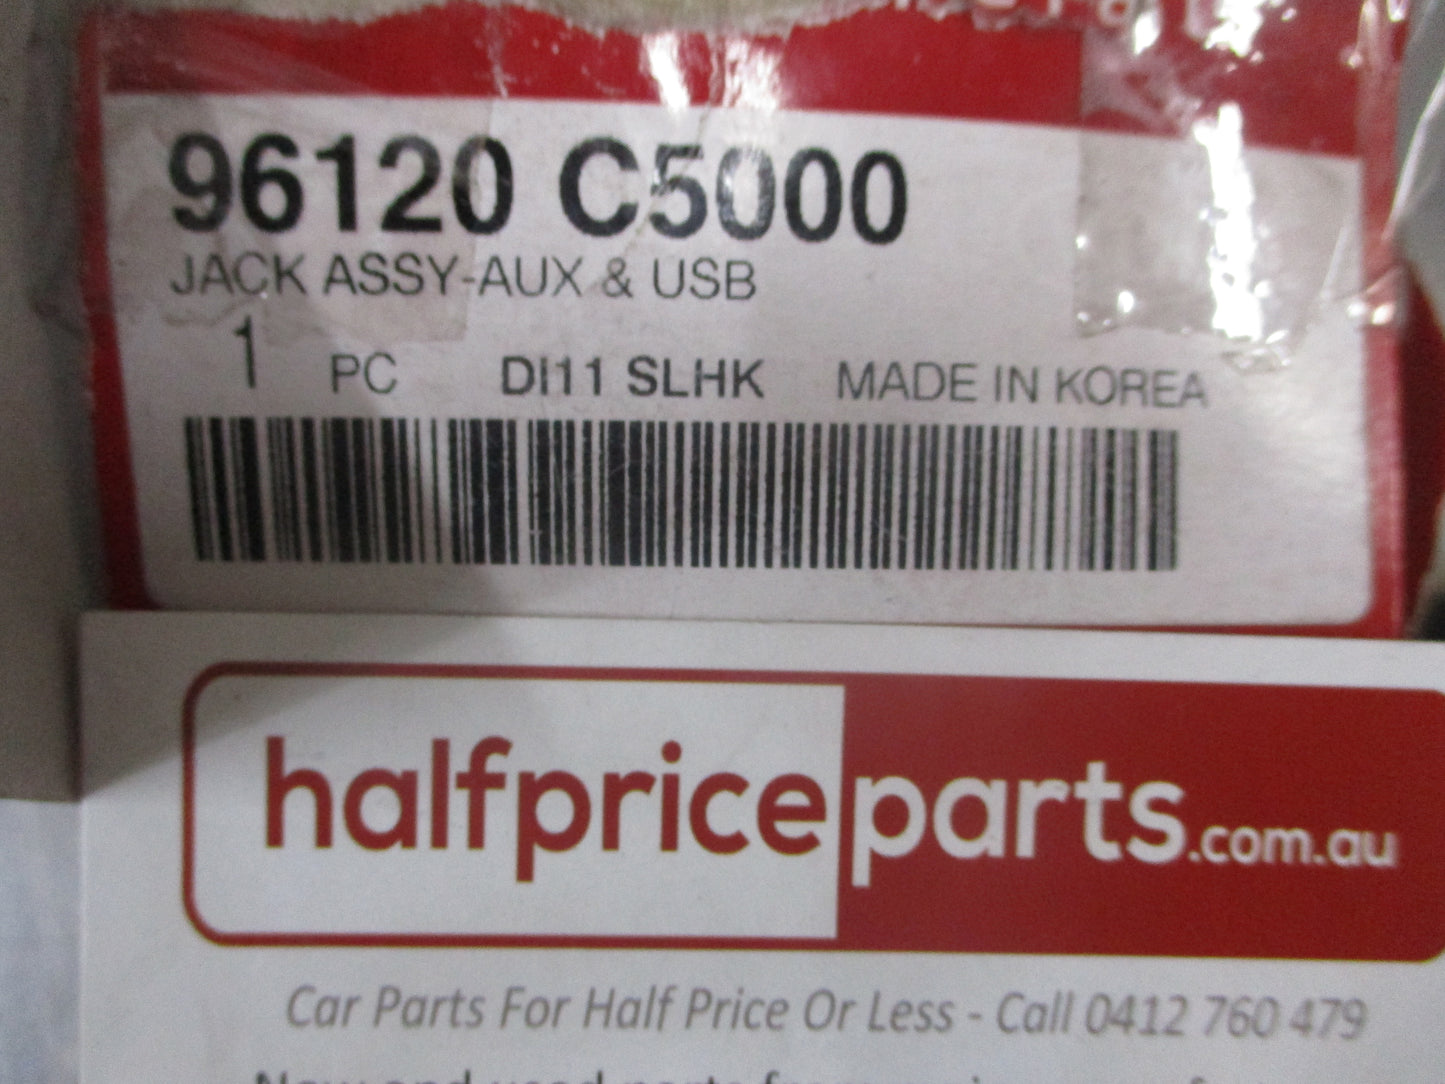 96120 C5000
JACK ASSY-AUX & USB
1 PC DI11 SLHK MADE IN KOREA
halfpriceparts.com.au
Car Parts For Half Price Or Less - Call 0412 760 479